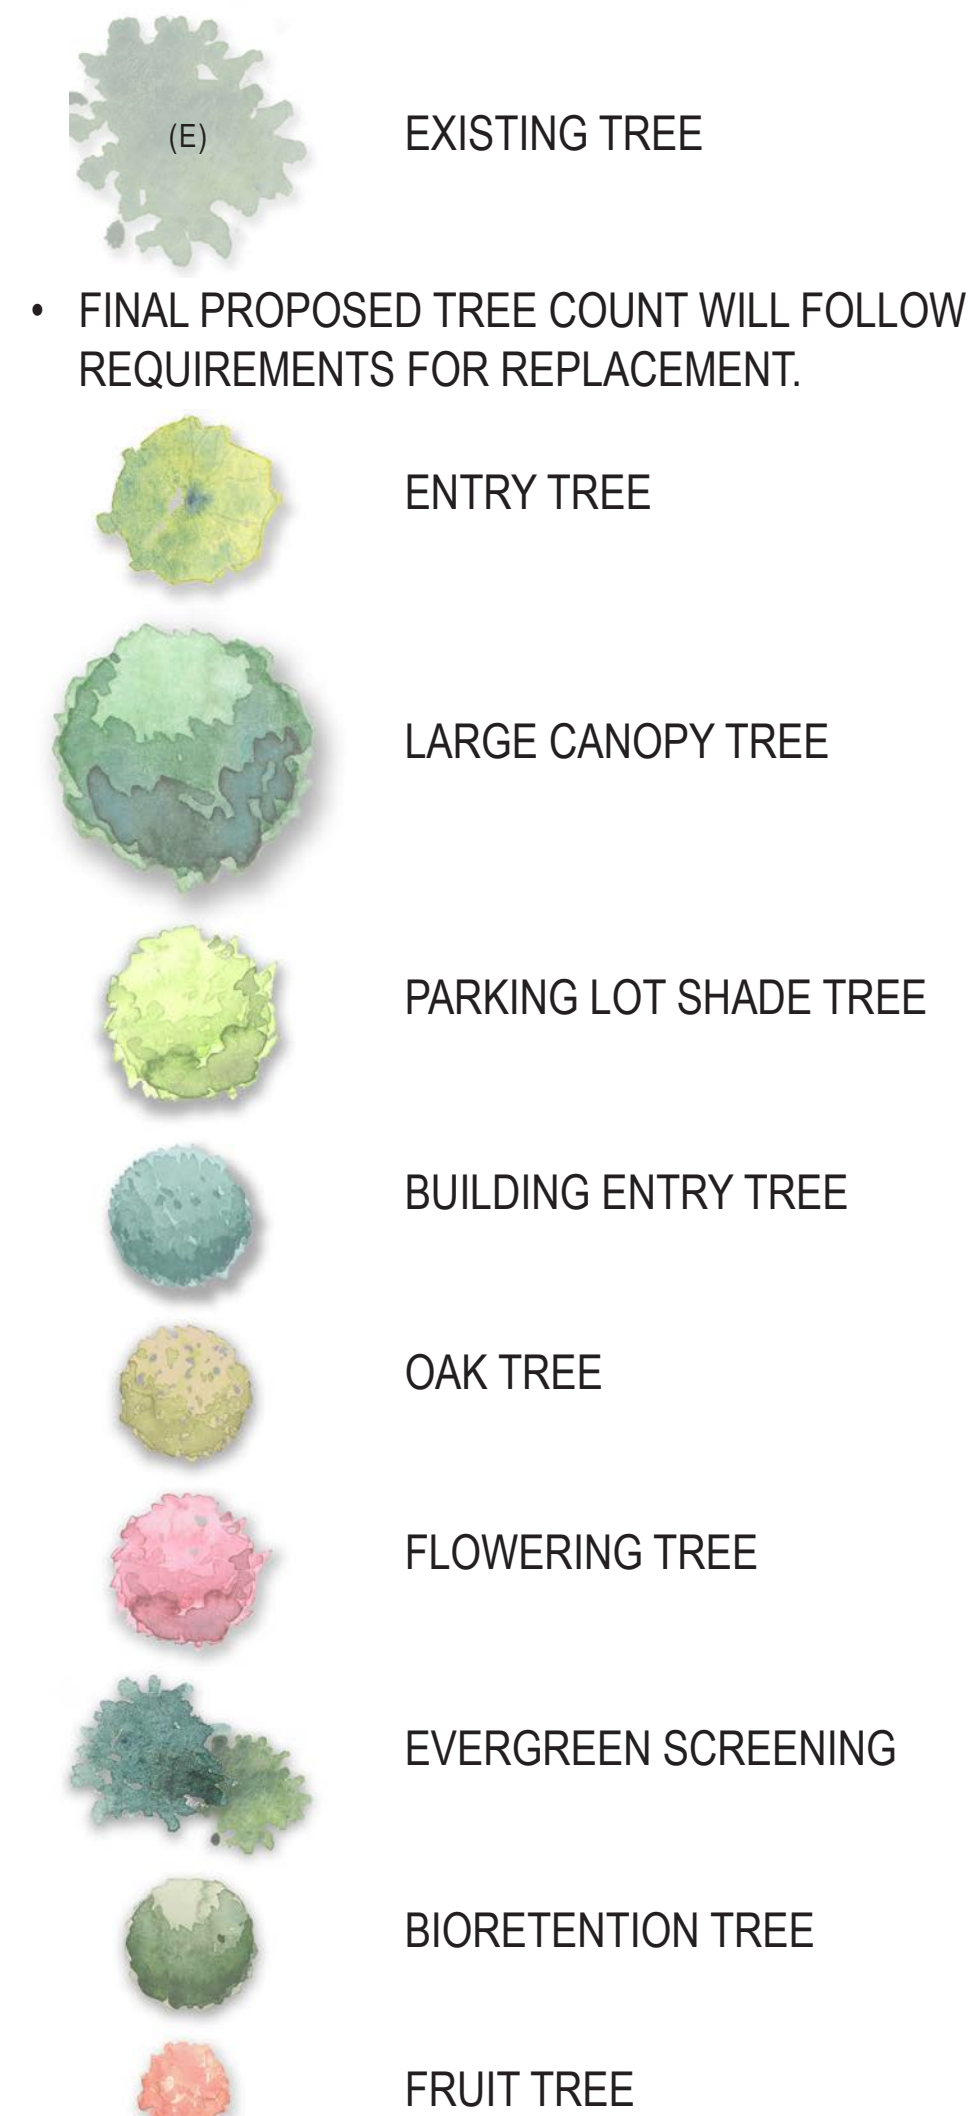 (E)
EXISTING TREE
• FINAL PROPOSED TREE COUNT WILL FOLLOW
REQUIREMENTS FOR REPLACEMENT.
ENTRY TREE
LARGE CANOPY TREE
PARKING LOT SHADE TREE
BUILDING ENTRY TREE
OAK TREE
FLOWERING TREE
EVERGREEN SCREENING
BIORETENTION TREE
FRUIT TREE